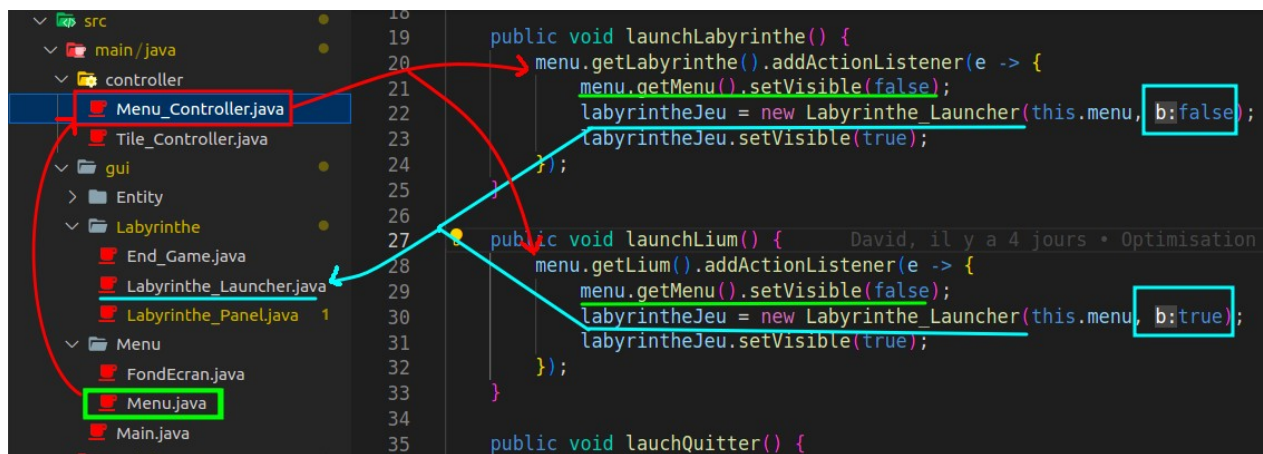 src
main/java
controller
Menu_Controller.java
Tile_Controller.java
gui
Entity
Labyrinthe
End_Game.java
Labyrinthe_Launcher.java
Labyrinthe_Panel.java 1
Menu
FondEcran.java
Menu.java
Main.java
18
19 public void launchLabyrinthe() {
20 menu.getLabyrinthe().addActionListener(e -> {
21 menu.getMenu().setVisible(false);
22 labyrintheJeu = new Labyrinthe_Launcher(this.menu, b:false);
23 labyrintheJeu.setVisible(true);
24 });
25 }
26
27 public void launchLium() { David, il y a 4 jours • Optimisation
28 menu.getLium().addActionListener(e -> {
29 menu.getMenu().setVisible(false);
30 labyrintheJeu = new Labyrinthe_Launcher(this.menu, b:true);
31 labyrintheJeu.setVisible(true);
32 });
33 }
34
35 public void lauchQuitter() {